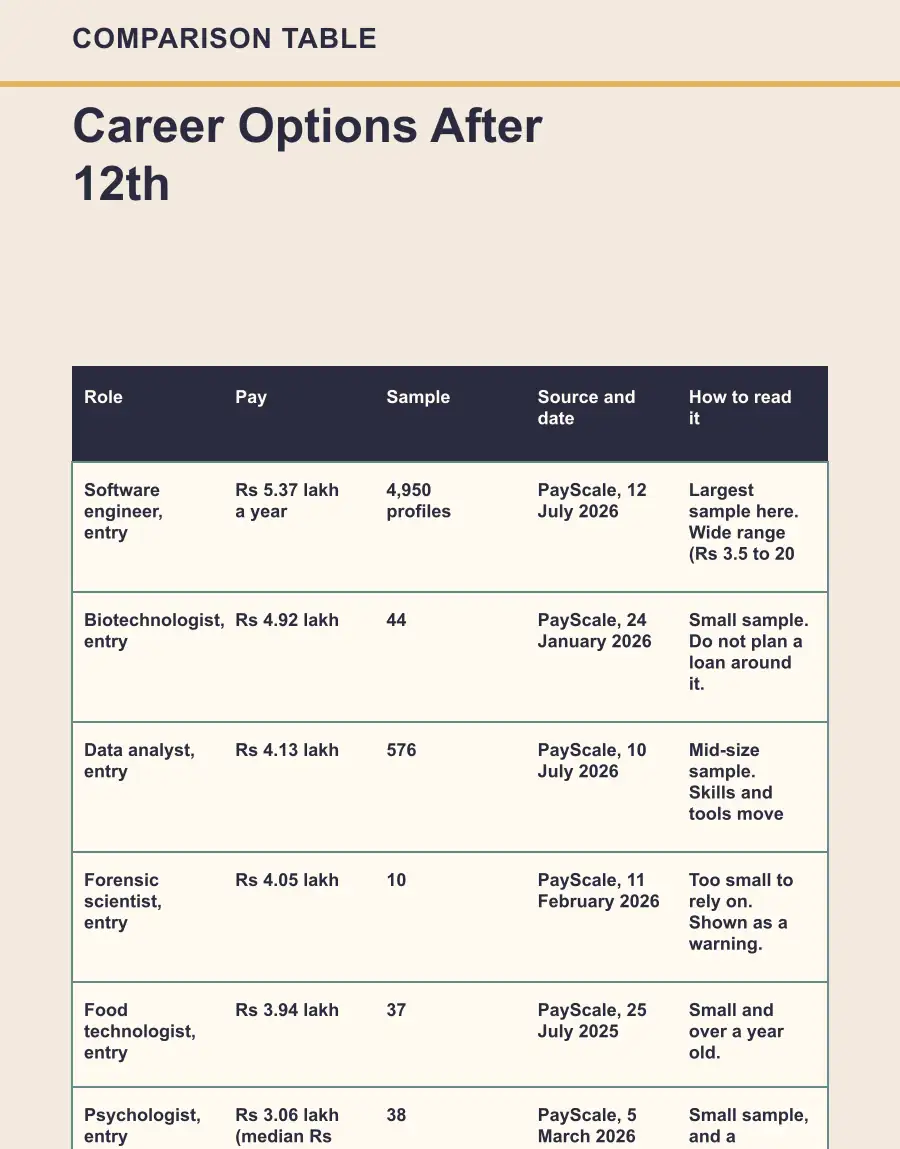 COMPARISON TABLE
Career Options After
12th
Role
Pay
Sample
Source and
date
How to read
it
Software
engineer,
entry
Rs 5.37 lakh
a year
4,950
profiles
PayScale, 12
July 2026
Largest
sample here.
Wide range
(Rs 3.5 to 20
Biotechnologist,
entry
Rs 4.92 lakh
44
PayScale, 24
January 2026
Small sample.
Do not plan a
loan around
it.
Data analyst,
entry
Rs 4.13 lakh
576
PayScale, 10
July 2026
Mid-size
sample.
Skills and
tools move
Forensic
scientist,
entry
Rs 4.05 lakh
10
PayScale, 11
February 2026
Too small to
rely on.
Shown as a
warning.
Food
technologist,
entry
Rs 3.94 lakh
37
PayScale, 25
July 2025
Small and
over a year
old.
Psychologist,
entry
Rs 3.06 lakh
(median Rs
38
PayScale, 5
March 2026
Small sample,
and a